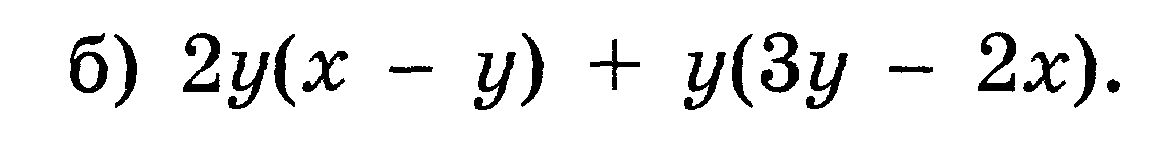 б) 2y(x – y) + y(3y – 2x).